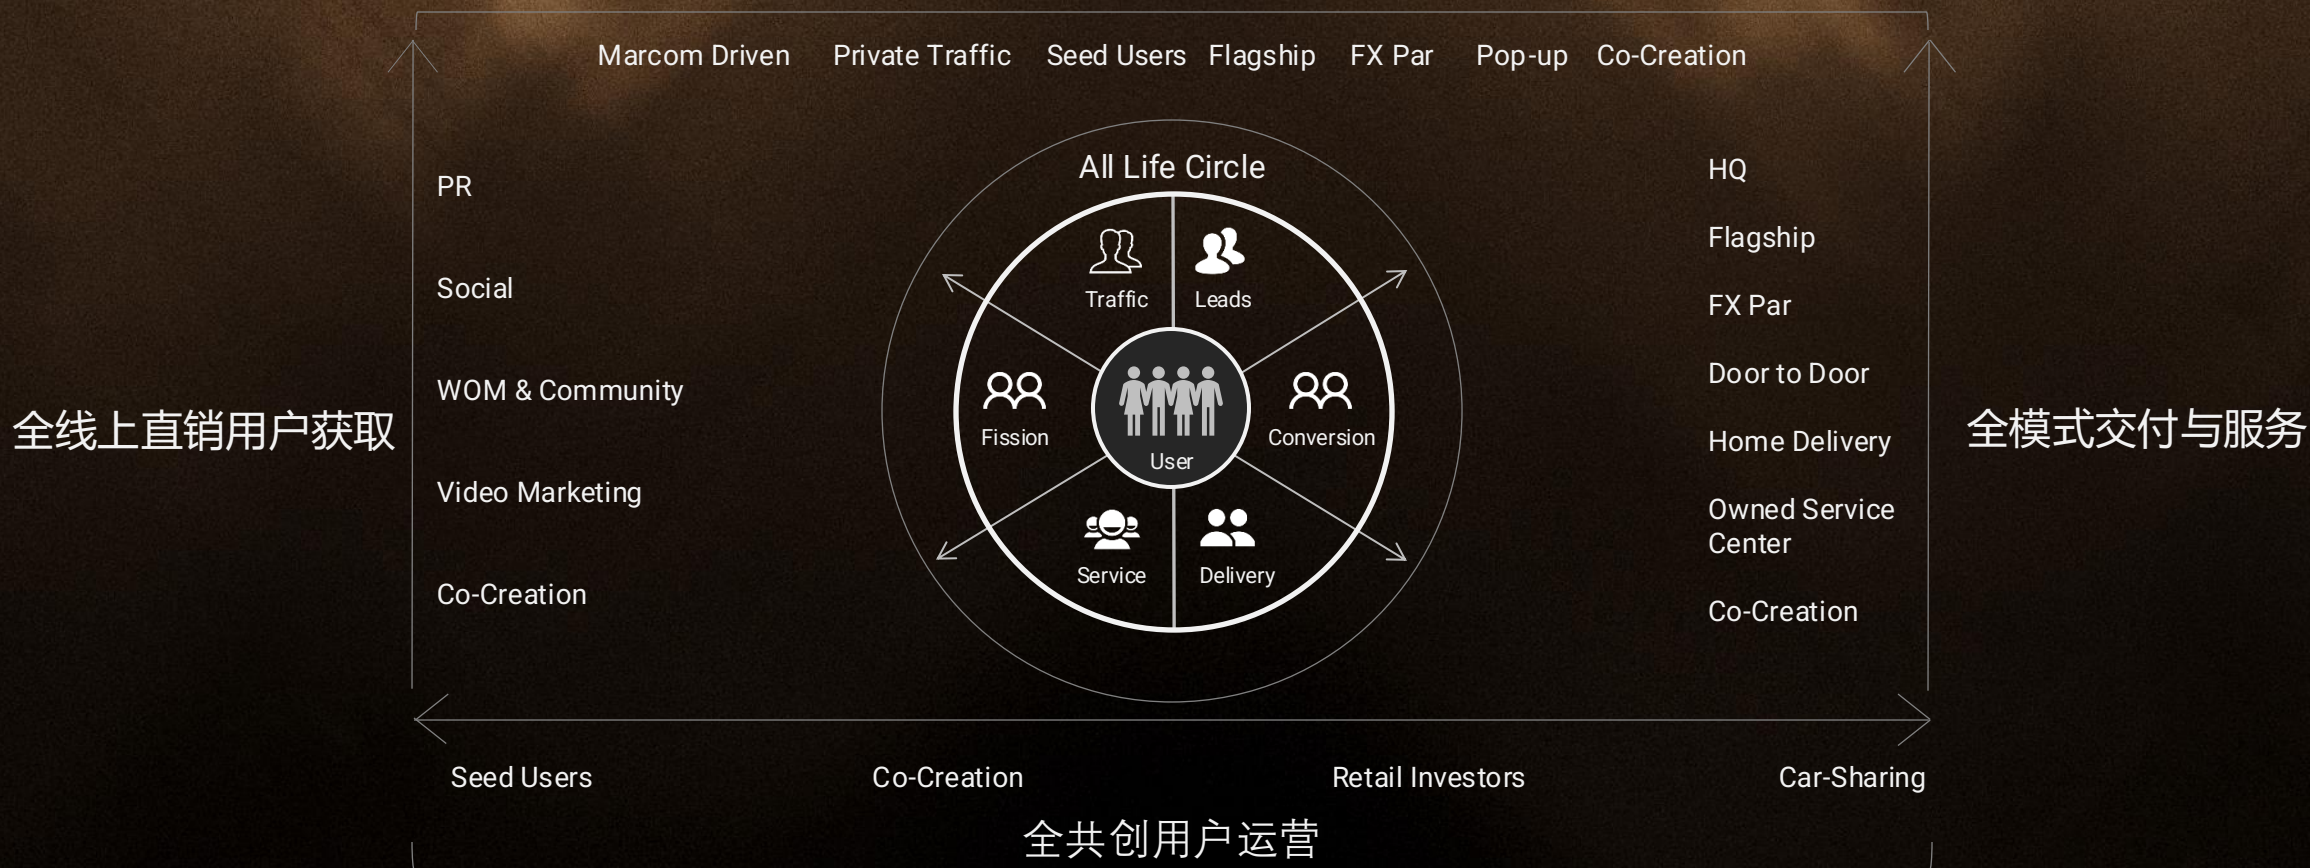 Marcom Driven Private Traffic Seed Users Flagship FX Par Pop-up Co-Creation
全线上直销用户获取
PR
Social
WOM & Community
Video Marketing
Co-Creation
All Life Circle
Traffic
Leads
Fission
User
Conversion
Service
Delivery
HQ
Flagship
FX Par
Door to Door
Home Delivery
Owned Service
Center
Co-Creation
全模式交付与服务
Seed Users Co-Creation Retail Investors Car-Sharing
全共创用户运营